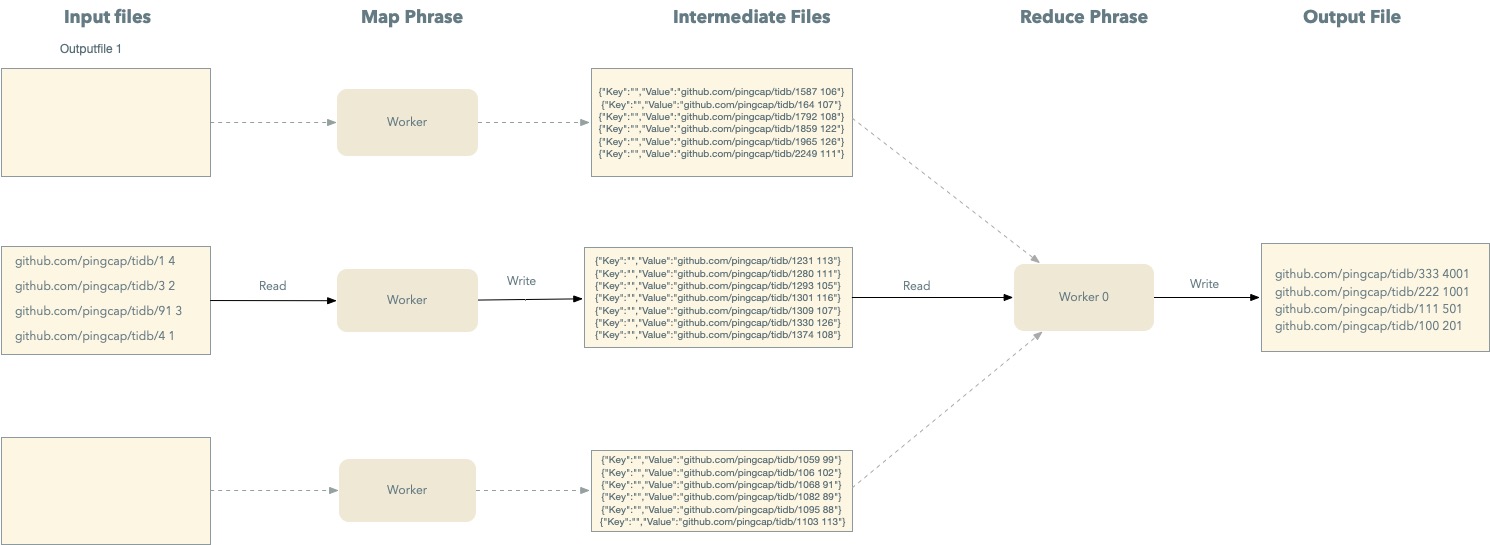 Input files
Map Phrase
Intermediate Files
Reduce Phrase
Output File
Outputfile 1
Worker
{"Key":"","Value":"github.com/pingcap/tidb/1587 106"}
{"Key":"","Value":"github.com/pingcap/tidb/164 107"}
{"Key":"","Value":"github.com/pingcap/tidb/1792 108"}
{"Key":"","Value":"github.com/pingcap/tidb/1859 122"}
{"Key":"","Value":"github.com/pingcap/tidb/1965 126"}
{"Key":"","Value":"github.com/pingcap/tidb/2249 111"}
github.com/pingcap/tidb/1 4
github.com/pingcap/tidb/3 2
github.com/pingcap/tidb/91 3
github.com/pingcap/tidb/4 1
Read
Worker
Write
{"Key":"","Value":"github.com/pingcap/tidb/1231 113"}
{"Key":"","Value":"github.com/pingcap/tidb/1280 111"}
{"Key":"","Value":"github.com/pingcap/tidb/1293 105"}
{"Key":"","Value":"github.com/pingcap/tidb/1301 116"}
{"Key":"","Value":"github.com/pingcap/tidb/1309 107"}
{"Key":"","Value":"github.com/pingcap/tidb/1330 126"}
{"Key":"","Value":"github.com/pingcap/tidb/1374 108"}
Read
Worker 0
Write
github.com/pingcap/tidb/333 4001
github.com/pingcap/tidb/222 1001
github.com/pingcap/tidb/111 501
github.com/pingcap/tidb/100 201
Worker
{"Key":"","Value":"github.com/pingcap/tidb/1059 99"}
{"Key":"","Value":"github.com/pingcap/tidb/106 102"}
{"Key":"","Value":"github.com/pingcap/tidb/1068 91"}
{"Key":"","Value":"github.com/pingcap/tidb/1082 89"}
{"Key":"","Value":"github.com/pingcap/tidb/1095 88"}
{"Key":"","Value":"github.com/pingcap/tidb/1103 113"}